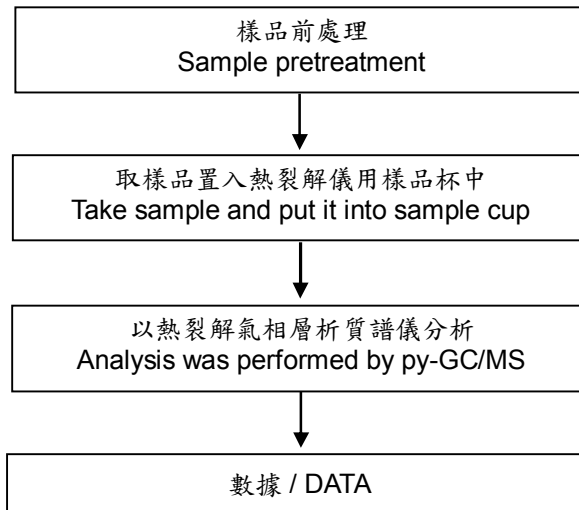 樣品前處理
Sample pretreatment
取樣品置入熱裂解儀用樣品杯中
Take sample and put it into sample cup
以熱裂解氣相層析質譜儀分析
Analysis was performed by py-GC/MS
數據 / DATA